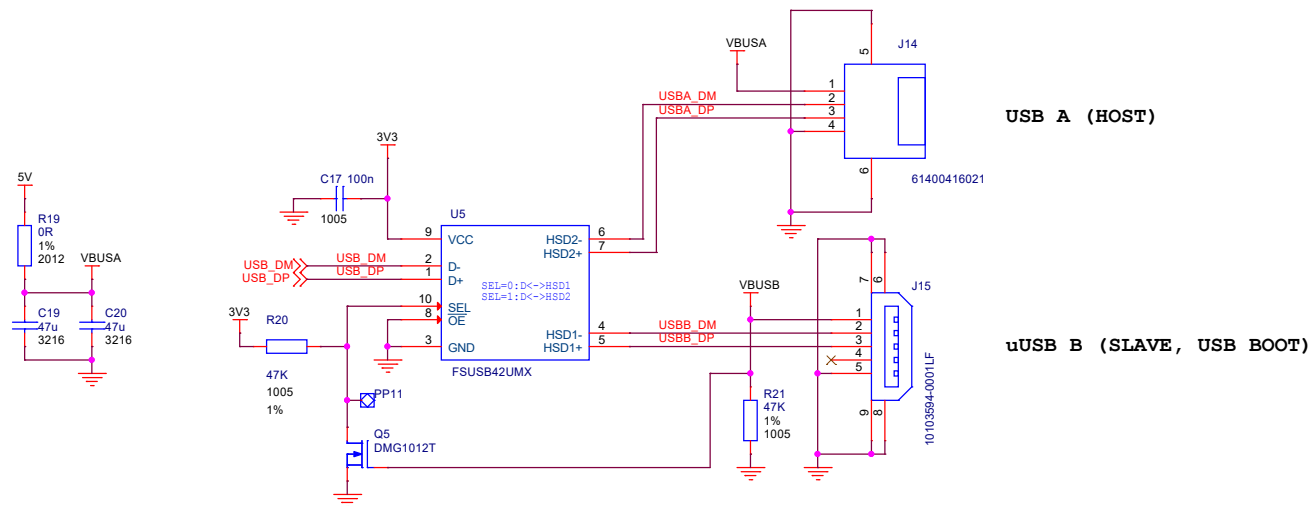 VBUSA
J14
5
1
2
3
4
USBA_DM
USBA_DP
6
61400416021
USB A (HOST)
3V3
C17 100n
1005
5V
R19
0R
1%
2012
VBUSA
C19
47u
3216
C20
47u
3216
U5
9
VCC
2
D-
1
D+
10
SEL
8
OE
3
GND
HSD2-
6
HSD2+
7
SEL=0:D<->HSD1
SEL=1:D<->HSD2
HSD1-
4
HSD1+
5
FSUSB42UMX
USB_DM
USB_DP
USB_DM
USB_DP
3V3
R20
47K
1005
1%
PP11
Q5
DMG1012T
VBUSB
USBB_DM
USBB_DP
R21
47K
1%
1005
7
6
J15
1
2
3
4
5
9
8
10103594-0001LF
uUSB B (SLAVE, USB BOOT)